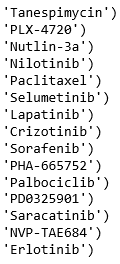 'Tanespimycin')
'PLX-4720')
'Nutlin-3a')
'Nilotinib')
'Paclitaxel')
'Selumetinib')
'Lapatinib')
'Crizotinib')
'Sorafenib')
'PHA-665752')
'Palbociclib')
'PD0325901')
'Saracatinib')
'NVP-TAE684')
'Erlotinib')